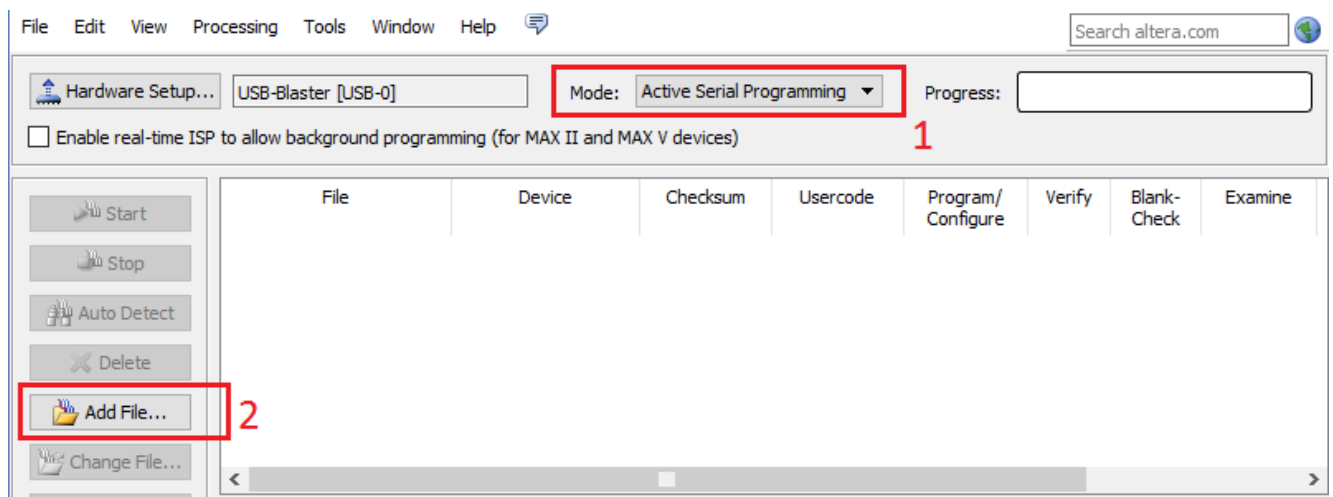 File Edit View Processing Tools Window Help Search altera.com
Hardware Setup... USB-Blaster [USB-0] Mode: Active Serial Programming Progress:
1
Enable real-time ISP to allow background programming (for MAX II and MAX V devices)
File Device Checksum Usercode Program/ Configure Verify Blank- Check Examine
Start
Stop
Auto Detect
Delete
Add File... 2
Change File...